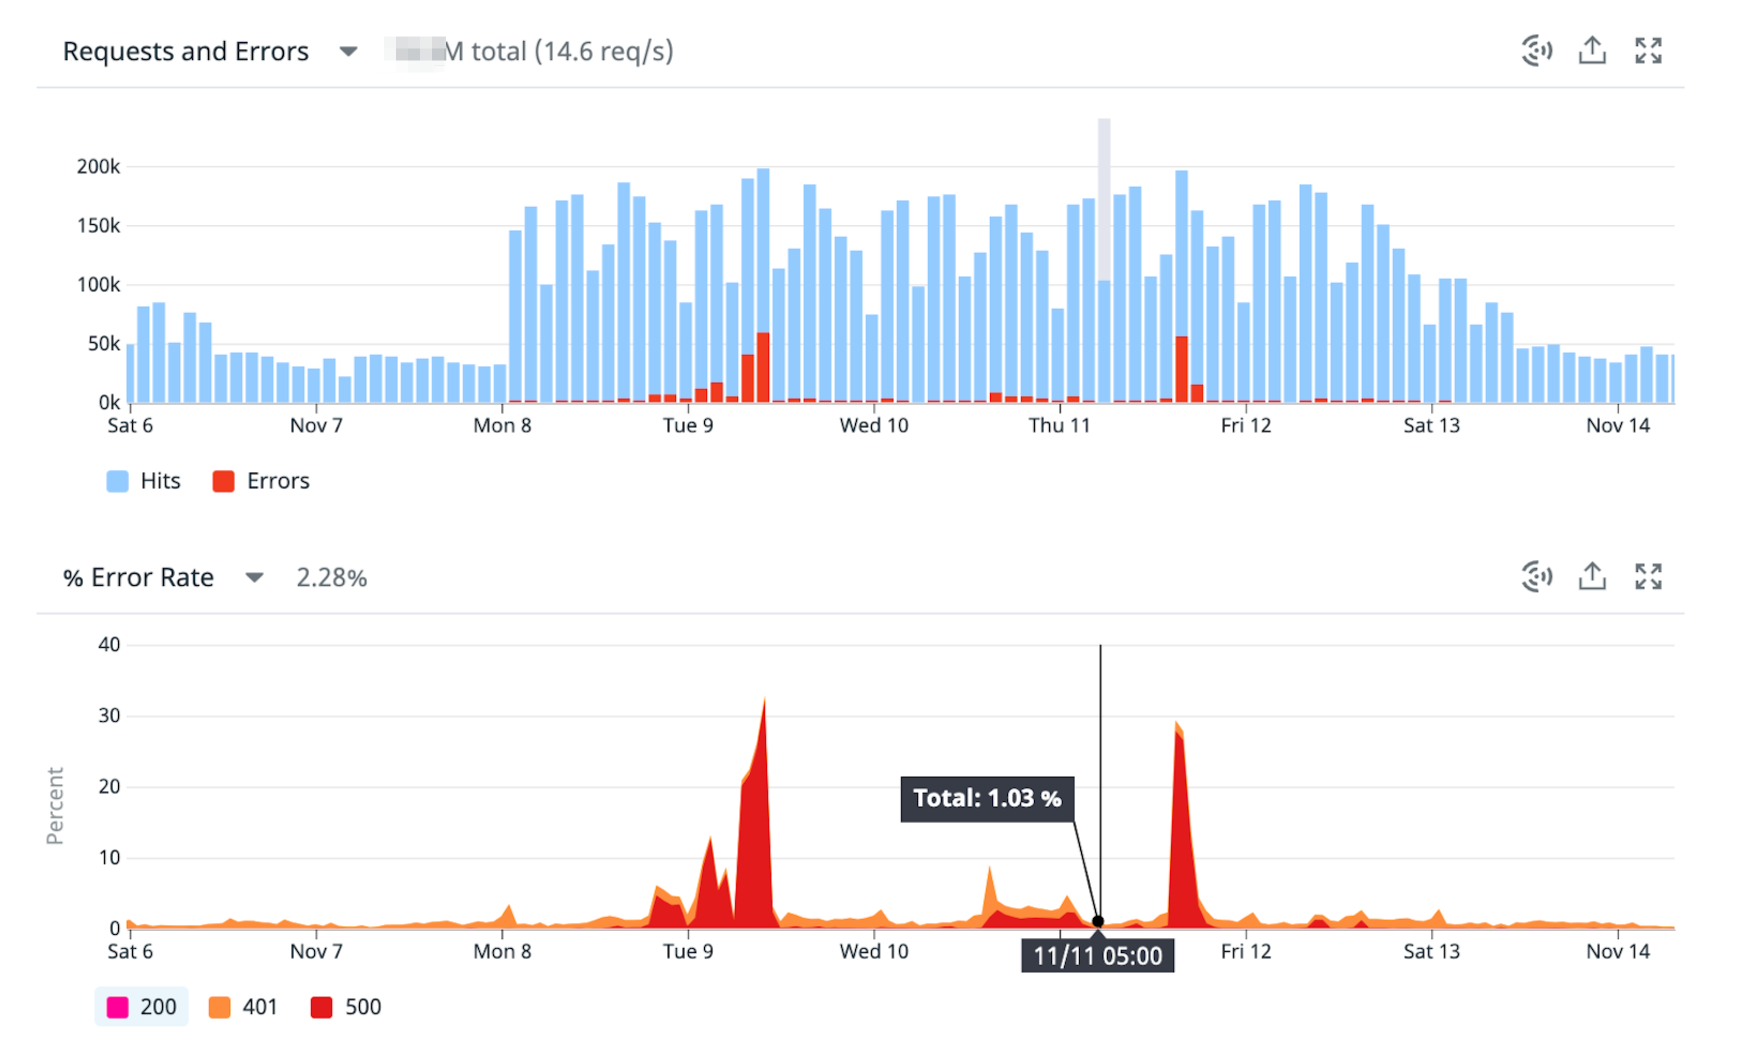 Requests and Errors M total (14.6 req/s)
200k
150k
100k
50k
0k
Sat 6 Nov 7 Mon 8 Tue 9 Wed 10 Thu 11 Fri 12 Sat 13 Nov 14
Hits Errors
% Error Rate 2.28%
Percent
40
30
20
10
0
Total: 1.03 %
Sat 6 Nov 7 Mon 8 Tue 9 Wed 10 11/11 05:00 Fri 12 Sat 13 Nov 14
200 401 500